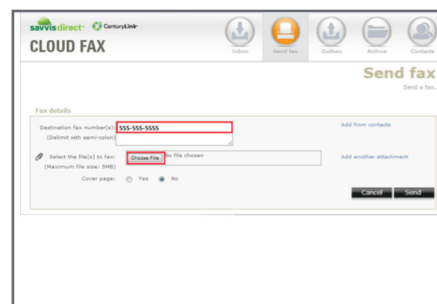 savvisdirect CenturyLink
CLOUD FAX
Inbox Send fax Outbox Archive Contacts
Send fax
Send a fax.
Fax details
Destination fax number(s): 555-555-5555 Add from contacts
(Delimit with semi-colon)
Select the file(s) to fax: Choose File No file chosen Add another attachment
(Maximum file size: 5MB)
Cover page: Yes No
Cancel Send